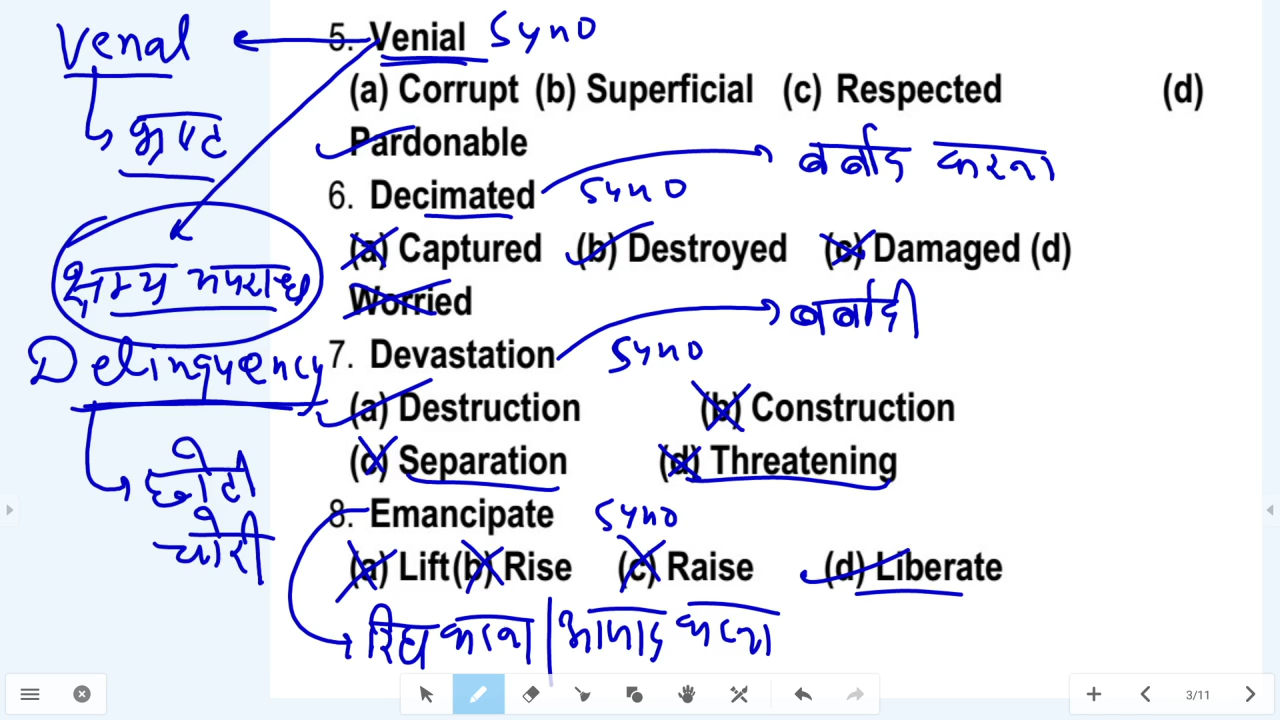 Venal ← 5. Venial Syno
(a) Corrupt (b) Superficial (c) Respected (d)
भ्रष्ट Pardonable बर्बाद करना
6. Decimated Syno
(a) Captured (b) Destroyed (c) Damaged (d)
क्षम्य अपराध Worried बर्बादी
Delinquency 7. Devastation Syno
(a) Destruction (b) Construction
छोटी (c) Separation (d) Threatening
चोरी 8. Emancipate Syno
(a) Lift (b) Rise (c) Raise (d) Liberate
रिहा करना | आजाद करना
3/11